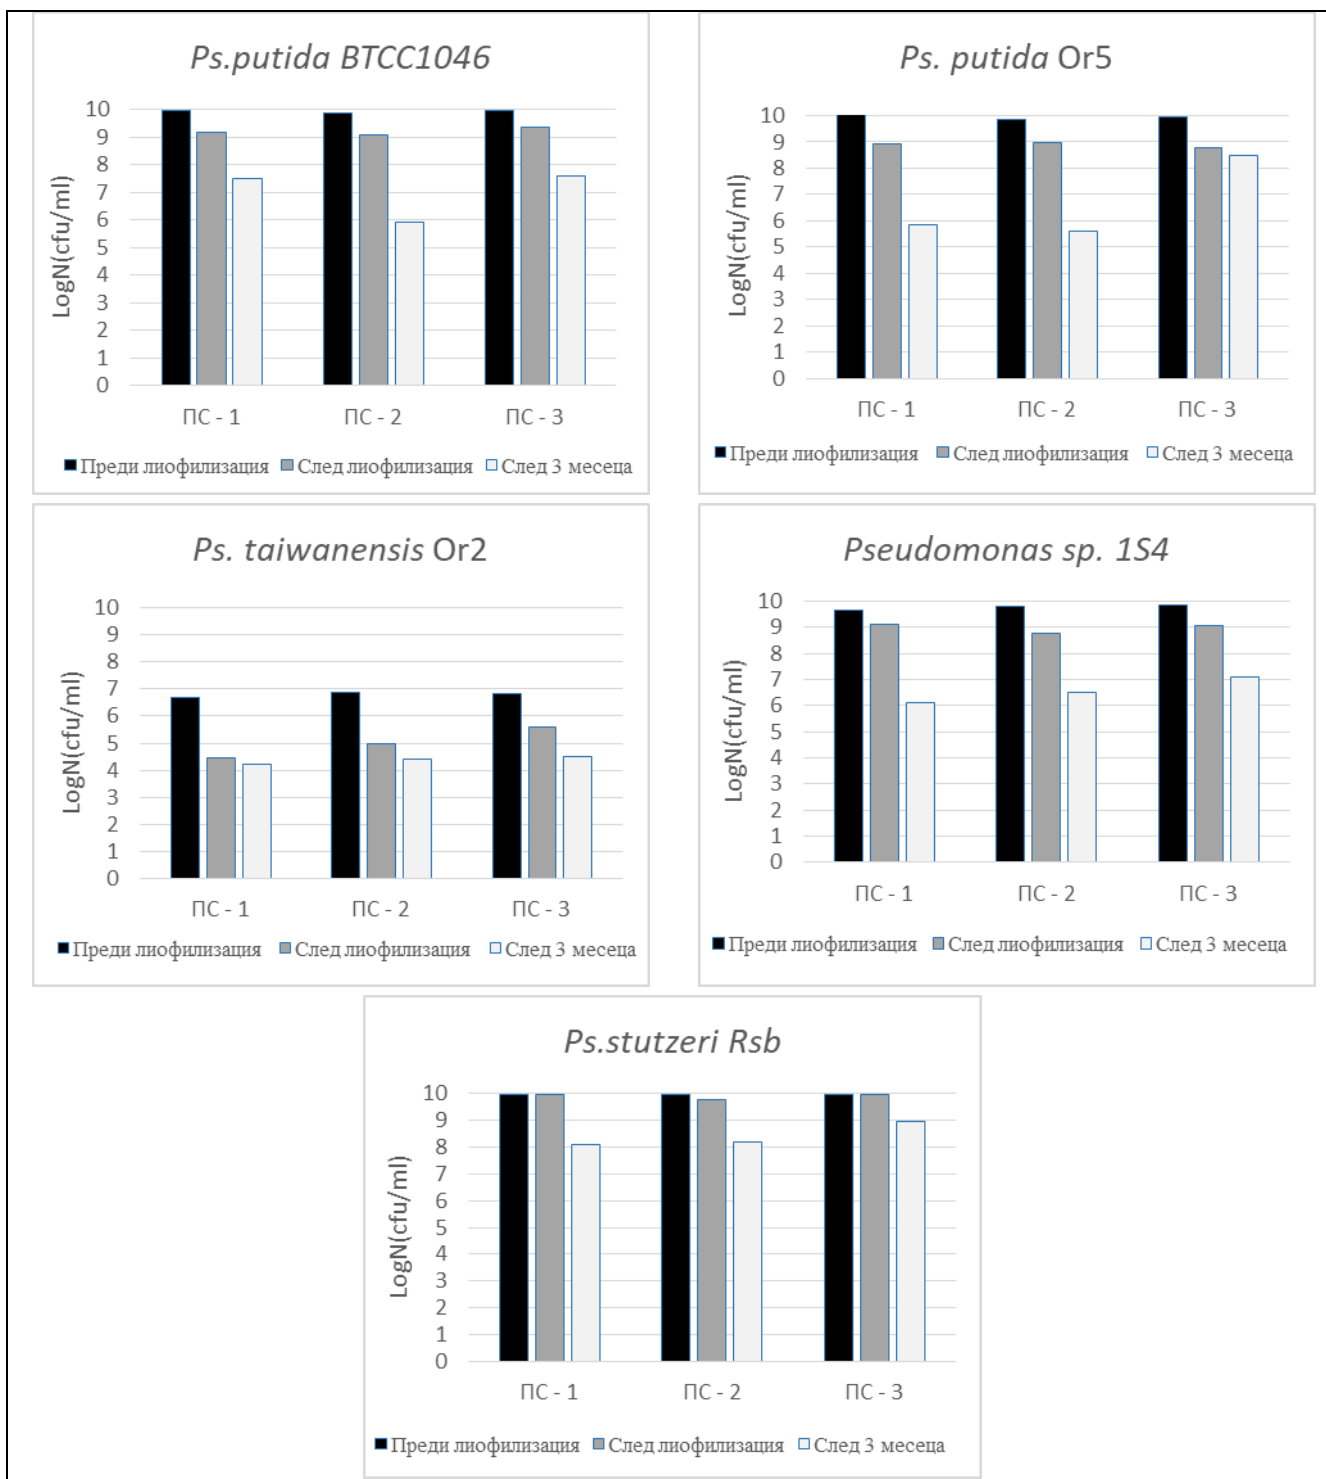 Ps.putida BTCC1046
LogN(cfu/ml)
10
9
8
7
6
5
4
3
2
1
0
ПС - 1 ПС - 2 ПС - 3
Преди лиофилизация След лиофилизация След 3 месеца
Ps. putida Or5
LogN(cfu/ml)
10
9
8
7
6
5
4
3
2
1
0
ПС - 1 ПС - 2 ПС - 3
Преди лиофилизация След лиофилизация След 3 месеца
Ps. taiwanensis Or2
LogN(cfu/ml)
10
9
8
7
6
5
4
3
2
1
0
ПС - 1 ПС - 2 ПС - 3
Преди лиофилизация След лиофилизация След 3 месеца
Pseudomonas sp. 1S4
LogN(cfu/ml)
10
9
8
7
6
5
4
3
2
1
0
ПС - 1 ПС - 2 ПС - 3
Преди лиофилизация След лиофилизация След 3 месеца
Ps.stutzeri Rsb
LogN(cfu/ml)
10
9
8
7
6
5
4
3
2
1
0
ПС - 1 ПС - 2 ПС - 3
Преди лиофилизация След лиофилизация След 3 месеца